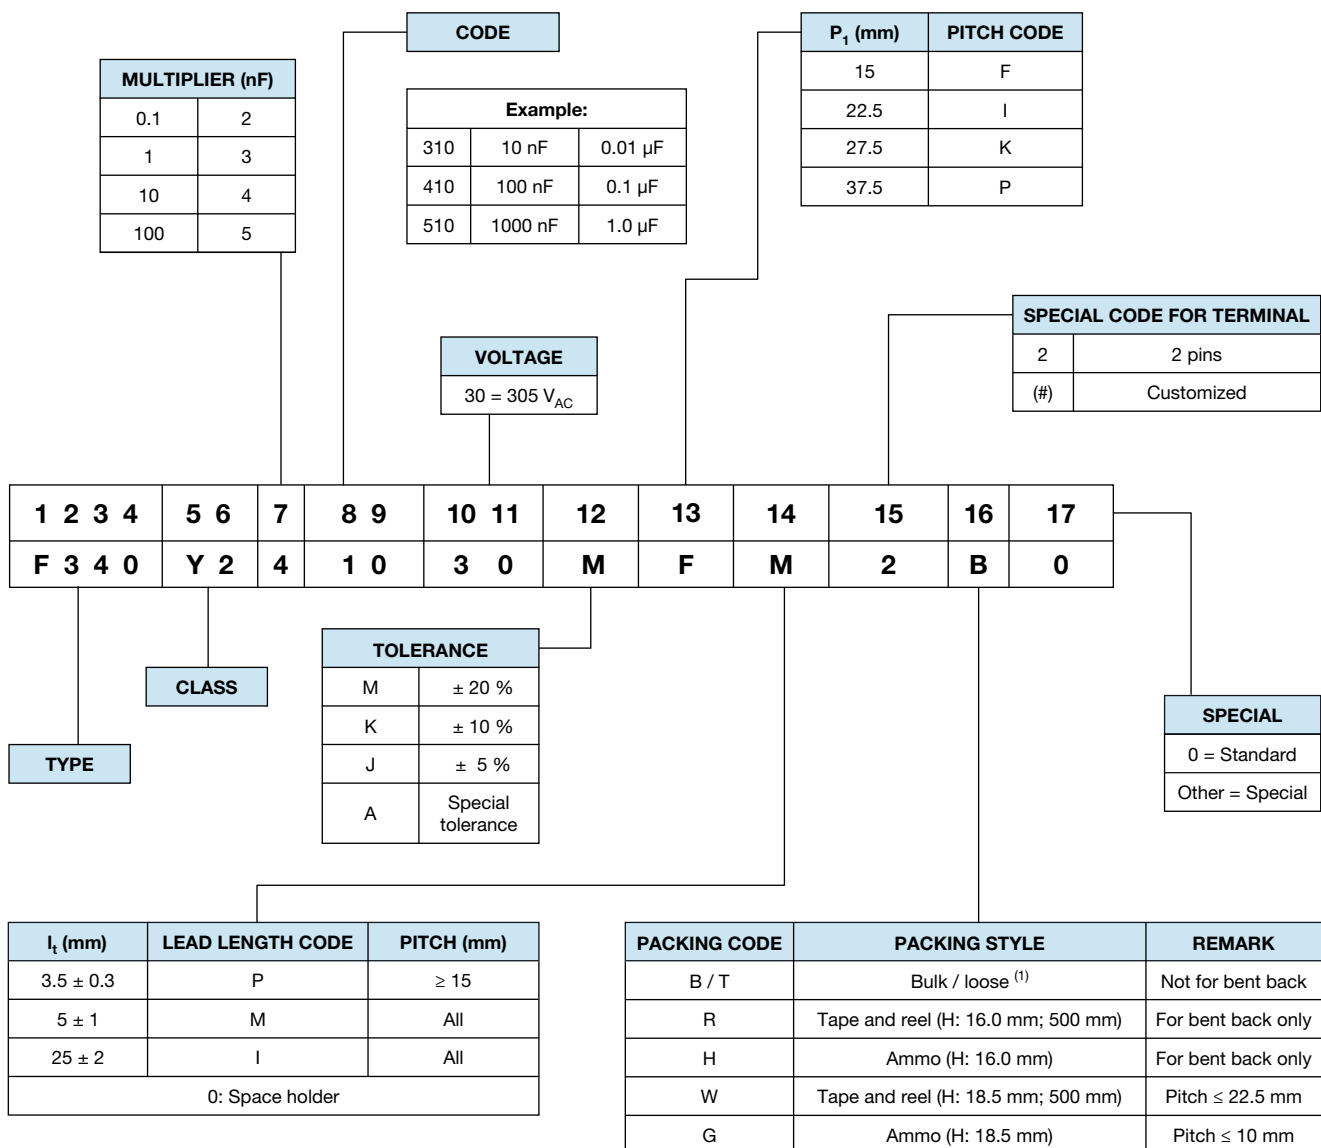 CODE
P1 (mm) PITCH CODE
15 F
22.5 I
27.5 K
37.5 P
MULTIPLIER (nF)
0.1 2
1 3
10 4
100 5
Example:
310 10 nF 0.01 µF
410 100 nF 0.1 µF
510 1000 nF 1.0 µF
SPECIAL CODE FOR TERMINAL
2 2 pins
(#) Customized
VOLTAGE
30 = 305 VAC
1 2 3 4 5 6 7 8 9 10 11 12 13 14 15 16 17
F 3 4 0 Y 2 4 1 0 3 0 M F M 2 B 0
TOLERANCE
M ± 20 %
K ± 10 %
J ± 5 %
A Special
tolerance
CLASS
TYPE
SPECIAL
0 = Standard
Other = Special
lt (mm) LEAD LENGTH CODE PITCH (mm)
3.5 ± 0.3 P ≥ 15
5 ± 1 M All
25 ± 2 I All
0: Space holder
PACKING CODE PACKING STYLE REMARK
B / T Bulk / loose (1) Not for bent back
R Tape and reel (H: 16.0 mm; 500 mm) For bent back only
H Ammo (H: 16.0 mm) For bent back only
W Tape and reel (H: 18.5 mm; 500 mm) Pitch ≤ 22.5 mm
G Ammo (H: 18.5 mm) Pitch ≤ 10 mm